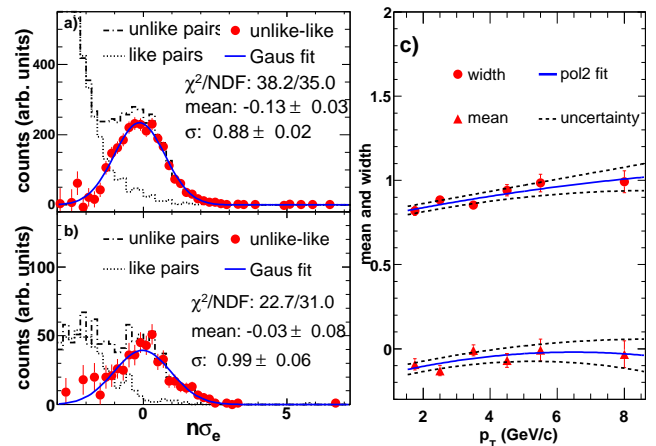 a)
unlike pairs
unlike-like
like pairs
Gaus fit
χ²/NDF: 38.2/35.0
mean: -0.13 ± 0.03
σ: 0.88 ± 0.02
counts (arb. units)
400
200
0
b)
unlike pairs
unlike-like
like pairs
Gaus fit
χ²/NDF: 22.7/31.0
mean: -0.03 ± 0.08
σ: 0.99 ± 0.06
counts (arb. units)
100
50
0
0
5
nσe
c)
width
pol2 fit
mean
uncertainty
mean and width
2
1.5
1
0.5
0
2
4
6
8
pT (GeV/c)